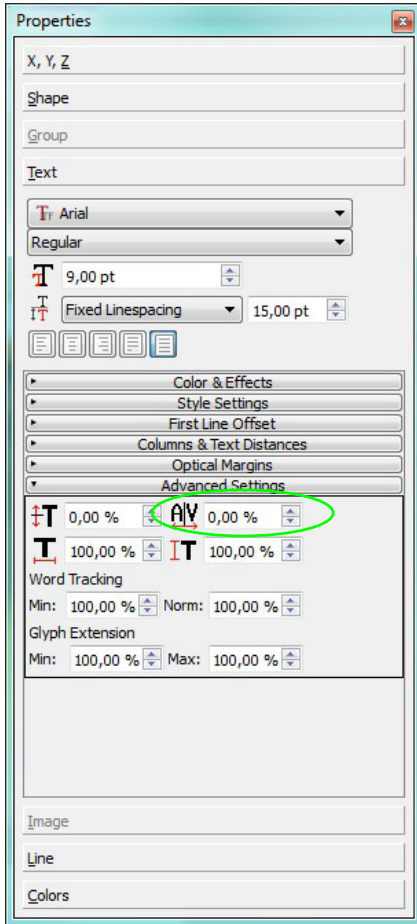 Properties
X, Y, Z
Shape
Group
Text
Arial
Regular
9,00 pt
Fixed Linespacing 15,00 pt
Color & Effects
Style Settings
First Line Offset
Columns & Text Distances
Optical Margins
Advanced Settings
0,00 % 0,00 %
100,00 % 100,00 %
Word Tracking
Min: 100,00 % Norm: 100,00 %
Glyph Extension
Min: 100,00 % Max: 100,00 %
Image
Line
Colors